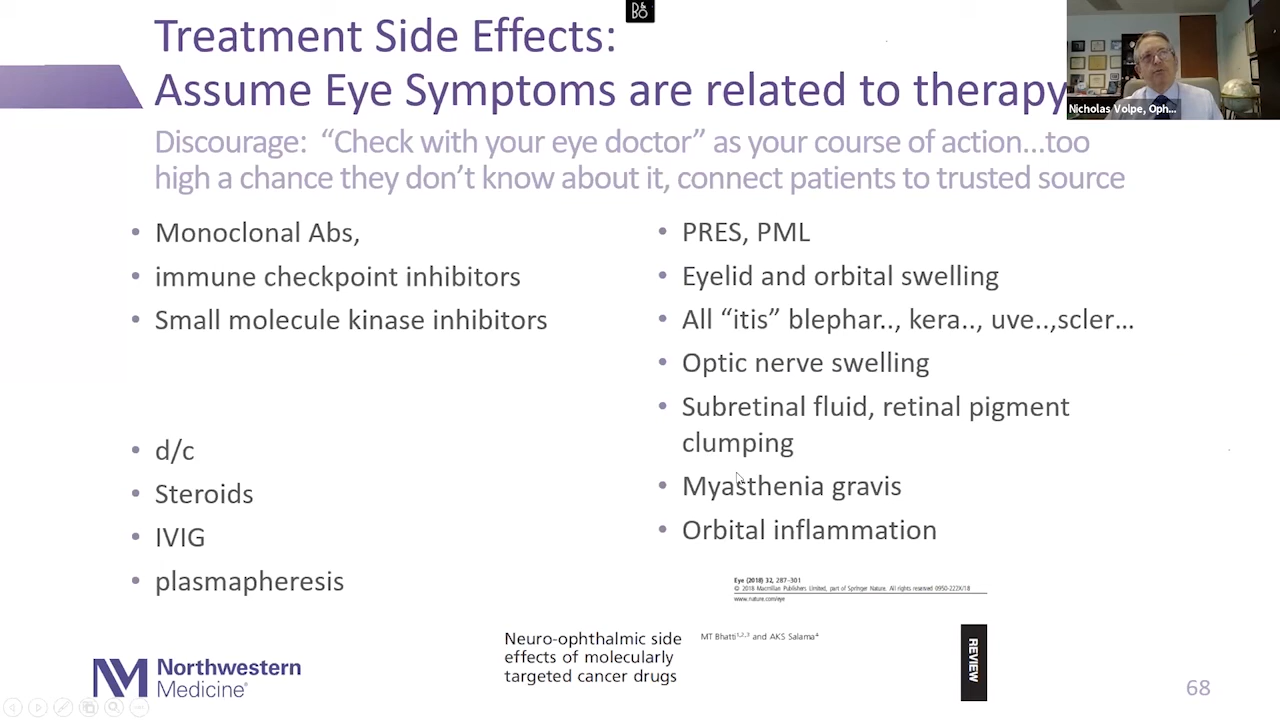 B&O
Treatment Side Effects:
Assume Eye Symptoms are related to therapy
Nicholas Volpe, Oph...
Discourage: “Check with your eye doctor” as your course of action...too
high a chance they don’t know about it, connect patients to trusted source
• Monoclonal Abs,
• immune checkpoint inhibitors
• Small molecule kinase inhibitors
• d/c
• Steroids
• IVIG
• plasmapheresis
• PRES, PML
• Eyelid and orbital swelling
• All “itis” blephar.., kera.., uve..,scler...
• Optic nerve swelling
• Subretinal fluid, retinal pigment
clumping
• Myasthenia gravis
• Orbital inflammation
Eye (2018) 32, 287–301
© 2018 Macmillan Publishers Limited, part of Springer Nature. All rights reserved 0950-222X/18
www.nature.com/eye
Neuro-ophthalmic side
effects of molecularly
targeted cancer drugs
MT Bhatti1,2,3 and AKS Salama4
REVIEW
NM Northwestern
Medicine®
68